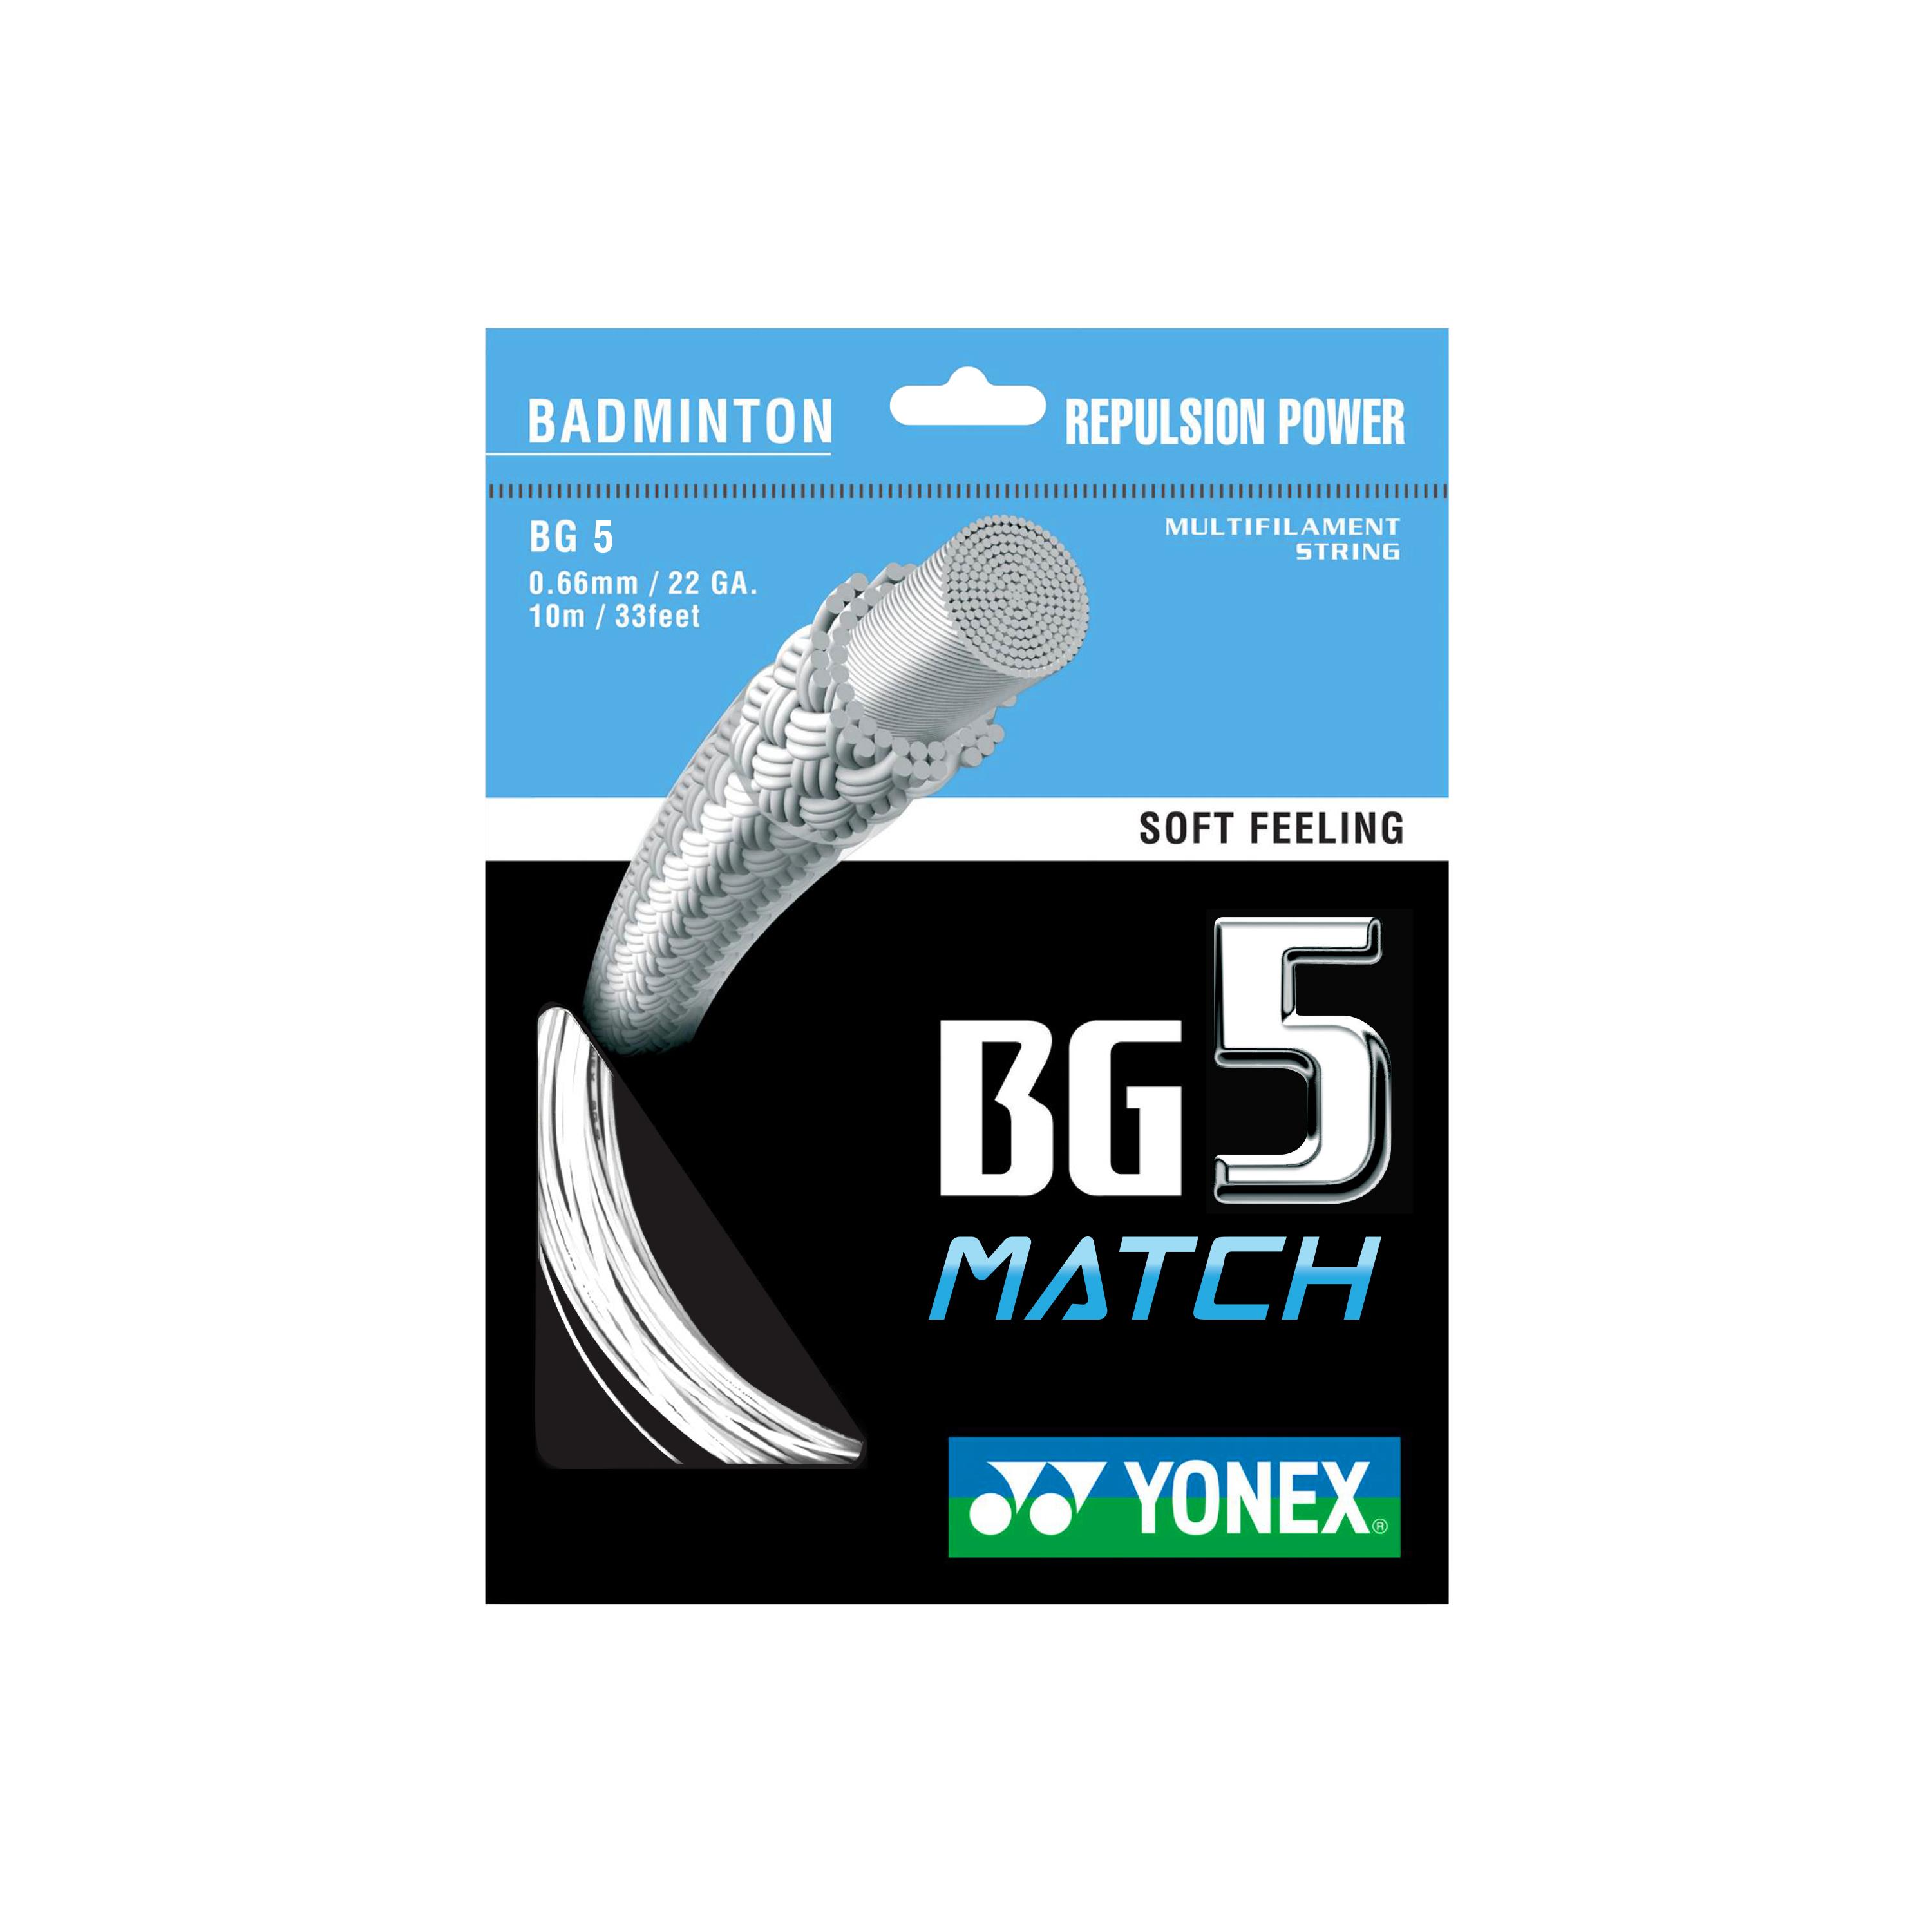 BADMINTON
REPULSION POWER
BG 5
0.66mm / 22 GA.
10m / 33feet
MULTIFILAMENT
STRING
SOFT FEELING
BG5
MATCH
YONEX®